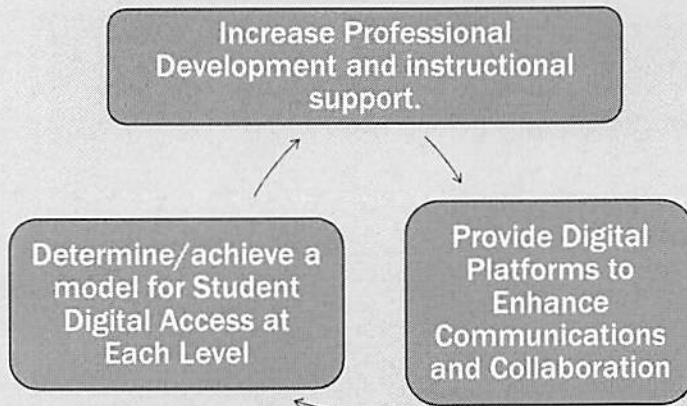 Increase Professional
Development and instructional
support.
Determine/achieve a
model for Student
Digital Access at
Each Level
Provide Digital
Platforms to
Enhance
Communications
and Collaboration